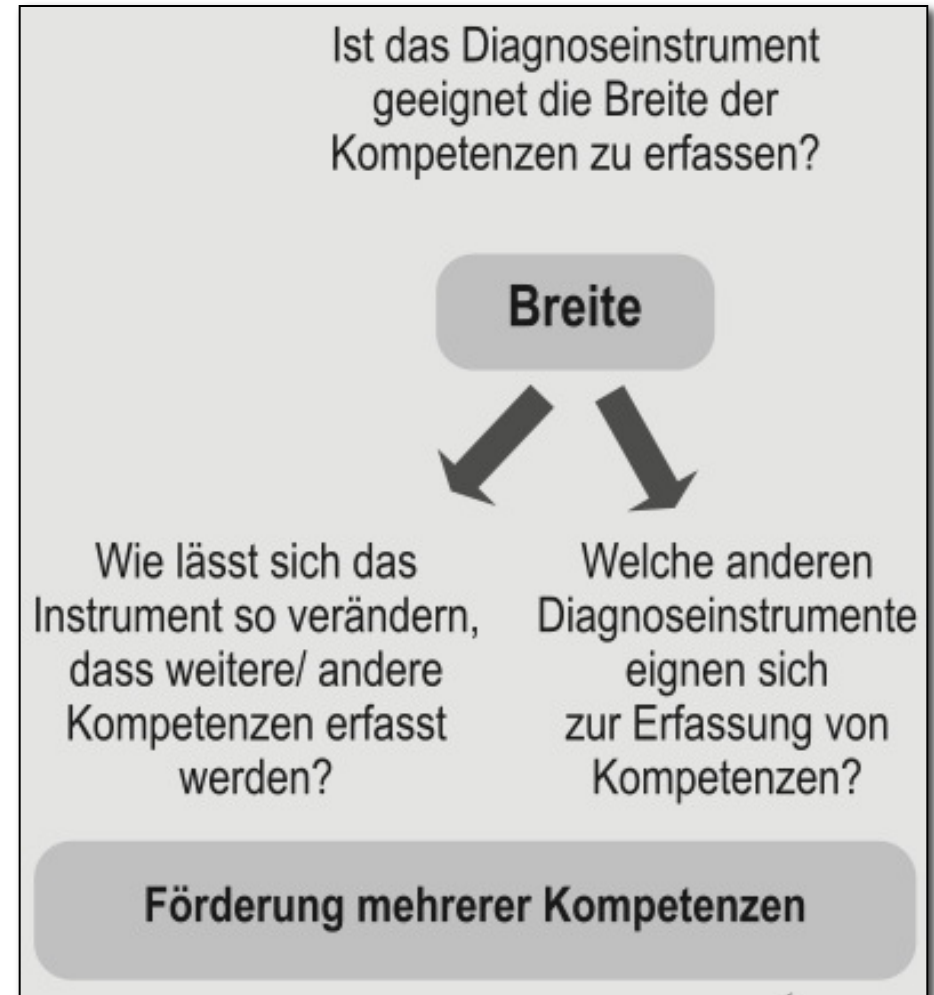 Ist das Diagnoseinstrument
geeignet die Breite der
Kompetenzen zu erfassen?
Breite
Wie lässt sich das
Instrument so verändern,
dass weitere/ andere
Kompetenzen erfasst
werden?
Welche anderen
Diagnoseinstrumente
eignen sich
zur Erfassung von
Kompetenzen?
Förderung mehrerer Kompetenzen